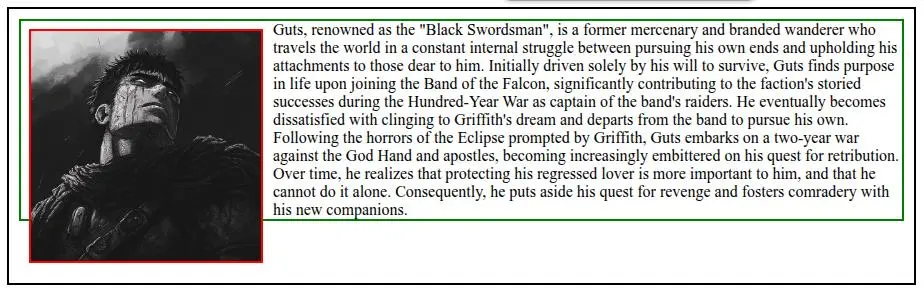 Guts, renowned as the "Black Swordsman", is a former mercenary and branded wanderer who
travels the world in a constant internal struggle between pursuing his own ends and upholding his
attachments to those dear to him. Initially driven solely by his will to survive, Guts finds purpose
in life upon joining the Band of the Falcon, significantly contributing to the faction's storied
successes during the Hundred-Year War as captain of the band's raiders. He eventually becomes
dissatisfied with clinging to Griffith's dream and departs from the band to pursue his own.
Following the horrors of the Eclipse prompted by Griffith, Guts embarks on a two-year war
against the God Hand and apostles, becoming increasingly embittered on his quest for retribution.
Over time, he realizes that protecting his regressed lover is more important to him, and that he
cannot do it alone. Consequently, he puts aside his quest for revenge and fosters comradery with
his new companions.